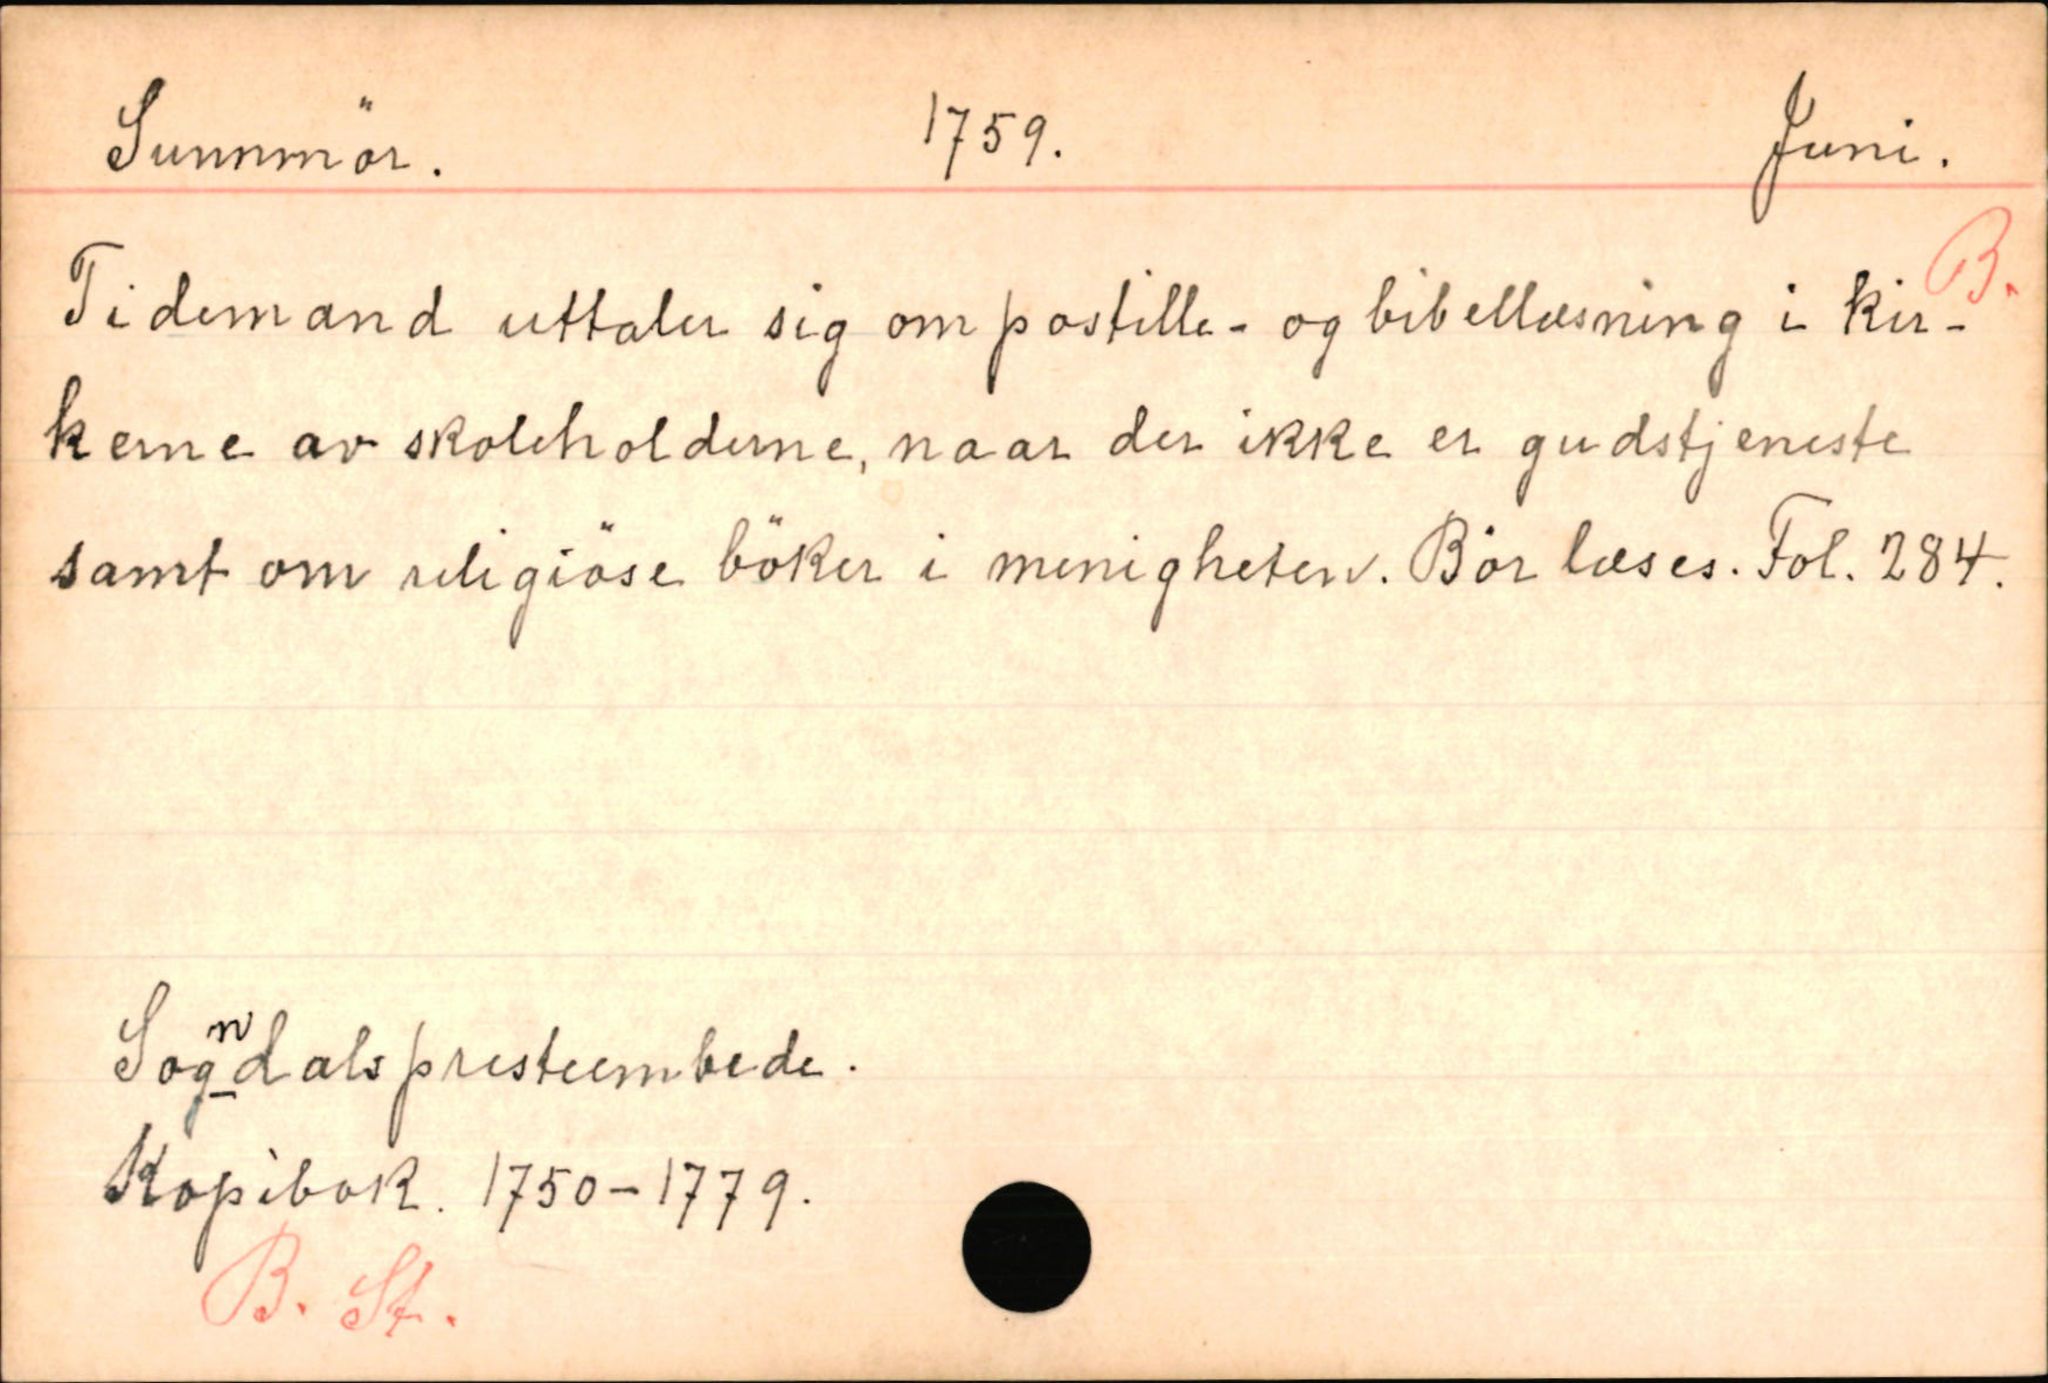 Sunnmör. 1759. Juni.
B.
Tidemand uttaler sig om postille- og bibellæsning i kir-
kerne av skoleholderne, naar der ikke er gudstjeneste
samt om religiöse böker i menigheten. Bör læses. Fol. 284.
Sogndals presteembede.
Kopibok. 1750-1779.
B. St.